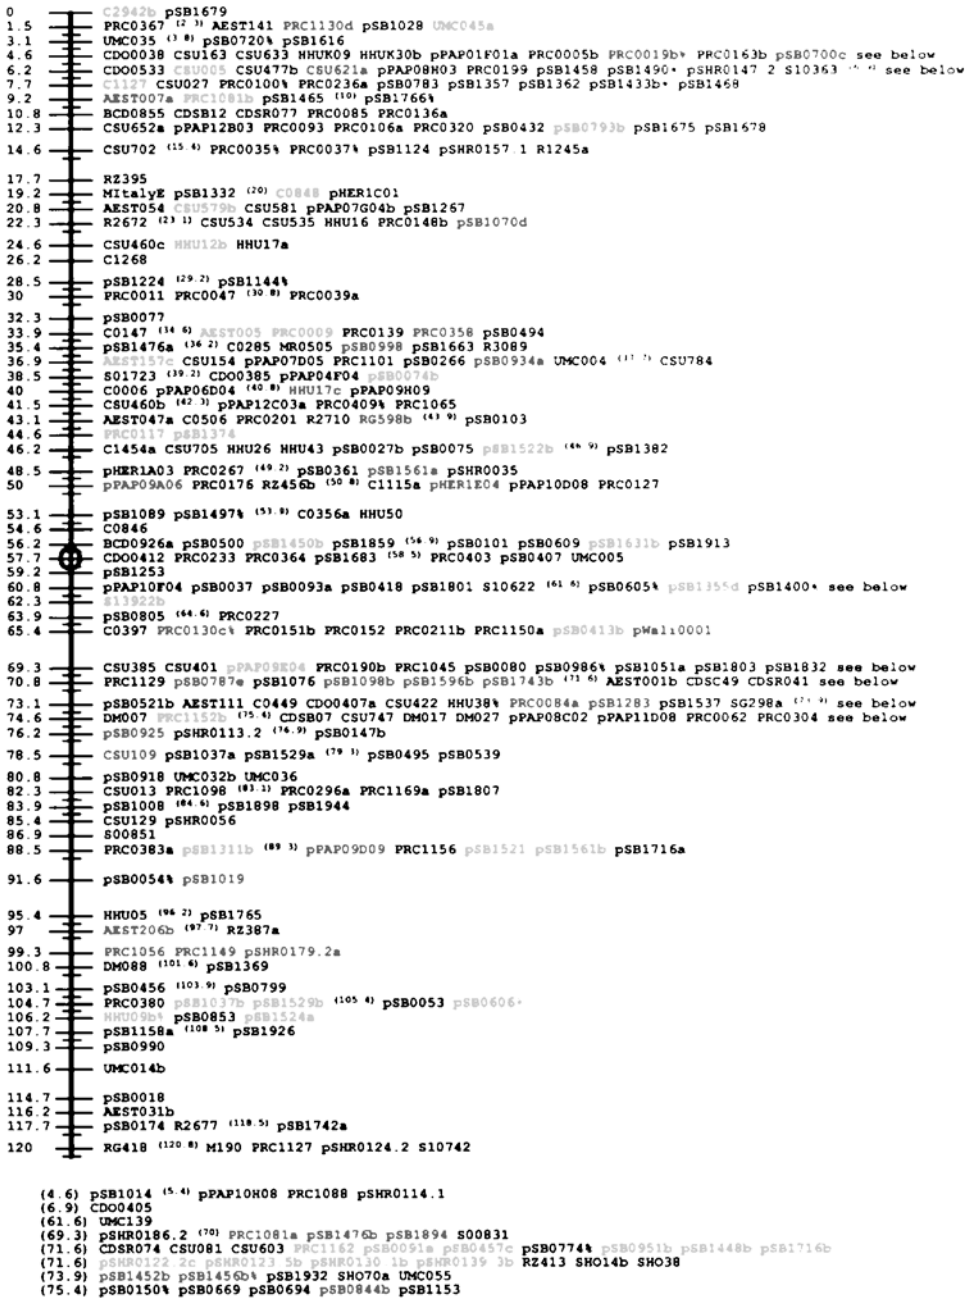 0 C2942b pSB1679
1.5 PRC0367 (2.3) AEST141 PRC1130d pSB1028 UMC045a
3.1 UMC035 (3.8) pSB0720% pSB1616
4.6 CDO0038 CSU163 CSU633 HHUK09 HHUK30b pPAP01F01a PRC0005b PRC0019b* PRC0163b pSB0700c see below
6.2 CDO0533 CSU005 CSU477b CSU621a pPAP08H03 PRC0199 pSB1458 pSB1490* pSHR0147 2 S10363 see below
7.7 C1127 CSU027 PRC0100% PRC0236a pSB0783 pSB1357 pSB1362 pSB1433b* pSB1468
9.2 AEST007a PRC1081b pSB1465 (10) pSB1766%
10.8 BCD0855 CDSB12 CDSR077 PRC0085 PRC0136a
12.3 CSU652a pPAP12B03 PRC0093 PRC0106a PRC0320 pSB0432 pSB0793b pSB1675 pSB1678
14.6 CSU702 (15.4) PRC0035% PRC0037% pSB1124 pSHR0157.1 R1245a
17.7 RZ395
19.2 MItalyE pSB1332 (20) C0848 pHER1C01
20.8 AEST054 CSU579b CSU581 pPAP07G04b pSB1267
22.3 R2672 (23.1) CSU534 CSU535 HHU16 PRC0148b pSB1070d
24.6 CSU460c HHU12b HHU17a
26.2 C1268
28.5 pSB1224 (29.2) pSB1144%
30 PRC0011 PRC0047 (30.8) PRC0039a
32.3 pSB0077
33.9 C0147 (34.6) AEST005 PRC0009 PRC0139 PRC0358 pSB0494
35.4 pSB1476a (36.2) C0285 MR0505 pSB0998 pSB1663 R3089
36.9 AEST157c CSU154 pPAP07D05 PRC1101 pSB0266 pSB0934a UMC004 (37.7) CSU784
38.5 S01723 (39.2) CDO0385 pPAP04F04 pSB0074b
40 C0006 pPAP06D04 (40.8) HHU17c pPAP09H09
41.5 CSU460b (42.3) pPAP12C03a PRC0409% PRC1065
43.1 AEST047a C0506 PRC0201 R2710 RG598b (43.9) pSB0103
44.6 PRC0117 pSB1374
46.2 C1454a CSU705 HHU26 HHU43 pSB0027b pSB0075 pSB1522b (46.9) pSB1382
48.5 pHER1A03 PRC0267 (49.2) pSB0361 pSB1561a pSHR0035
50 pPAP09A06 PRC0176 RZ456b (50.8) C1115a pHER1E04 pPAP10D08 PRC0127
53.1 pSB1089 pSB1497% (53.8) C0356a HHU50
54.6 C0846
56.2 BCD0926a pSB0500 pSB1450b pSB1859 (56.9) pSB0101 pSB0609 pSB1631b pSB1913
57.7 CDO0412 PRC0233 PRC0364 pSB1683 (58.5) PRC0403 pSB0407 UMC005
59.2 pSB1253
60.8 pPAP10F04 pSB0037 pSB0093a pSB0418 pSB1801 S10622 (61.6) pSB0605% pSB1355d pSB1400* see below
62.3 S13922b
63.9 pSB0805 (64.6) PRC0227
65.4 C0397 PRC0130c% PRC0151b PRC0152 PRC0211b PRC1150a pSB0413b pWali0001
69.3 CSU385 CSU401 pPAP09E04 PRC0190b PRC1045 pSB0080 pSB0986% pSB1051a pSB1803 pSB1832 see below
70.8 PRC1129 pSB0787e pSB1076 pSB1098b pSB1596b pSB1743b (71.6) AEST001b CDSC49 CDSR041 see below
73.1 pSB0521b AEST111 C0449 CDO0407a CSU422 HHU38% PRC0084a pSB1283 pSB1537 SG298a (73.9) see below
74.6 DM007 PRC1152b (75.4) CDSB07 CSU747 DM017 DM027 pPAP08C02 pPAP11D08 PRC0062 PRC0304 see below
76.2 pSB0925 pSHR0113.2 (76.9) pSB0147b
78.5 CSU109 pSB1037a pSB1529a (79.3) pSB0495 pSB0539
80.8 pSB0918 UMC032b UMC036
82.3 CSU013 PRC1098 (83.1) PRC0296a PRC1169a pSB1807
83.9 pSB1008 (84.6) pSB1898 pSB1944
85.4 CSU129 pSHR0056
86.9 S00851
88.5 PRC0383a pSB1311b (89.3) pPAP09D09 PRC1156 pSB1521 pSB1561b pSB1716a
91.6 pSB0054% pSB1019
95.4 HHU05 (96.2) pSB1765
97 AEST206b (97.7) RZ387a
99.3 PRC1056 PRC1149 pSHR0179.2a
100.8 DM088 (101.6) pSB1369
103.1 pSB0456 (103.9) pSB0799
104.7 PRC0380 pSB1037b pSB1529b (105.4) pSB0053 pSB0606*
106.2 HHU09b% pSB0853 pSB1524a
107.7 pSB1158a (108.5) pSB1926
109.3 pSB0990
111.6 UMC014b
114.7 pSB0018
116.2 AEST031b
117.7 pSB0174 R2677 (118.5) pSB1742a
120 RG418 (120.8) M190 PRC1127 pSHR0124.2 S10742
(4.6) pSB1014 (5.4) pPAP10H08 PRC1088 pSHR0114.1
(6.9) CDO0405
(61.6) UMC139
(69.3) pSHR0186.2 (70) PRC1081a pSB1476b pSB1894 S00831
(71.6) CDSR074 CSU081 CSU603 PRC1162 pSB0091a pSB0457c pSB0774% pSB0951b pSB1448b pSB1716b
(71.6) pSHR0122.2c pSHR0123 5b pSHR0130 1b pSHR0139 3b RZ413 SHO14b SHO38
(73.9) pSB1452b pSB1456b% pSB1932 SHO70a UMC055
(75.4) pSB0150% pSB0669 pSB0694 pSB0844b pSB1153